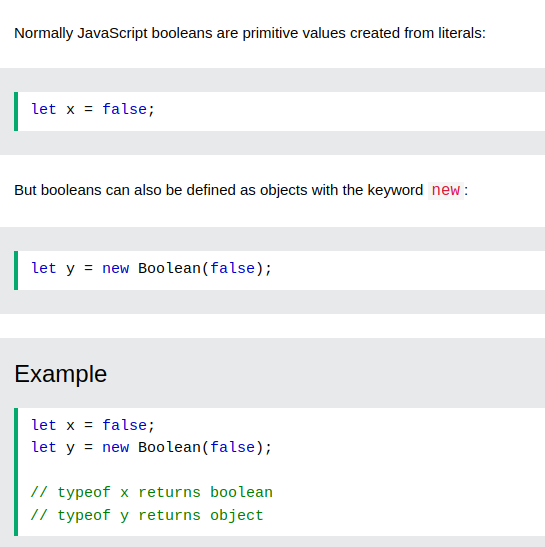 Normally JavaScript booleans are primitive values created from literals:
let x = false;
But booleans can also be defined as objects with the keyword new :
let y = new Boolean(false);
Example
let x = false;
let y = new Boolean(false);
// typeof x returns boolean
// typeof y returns object